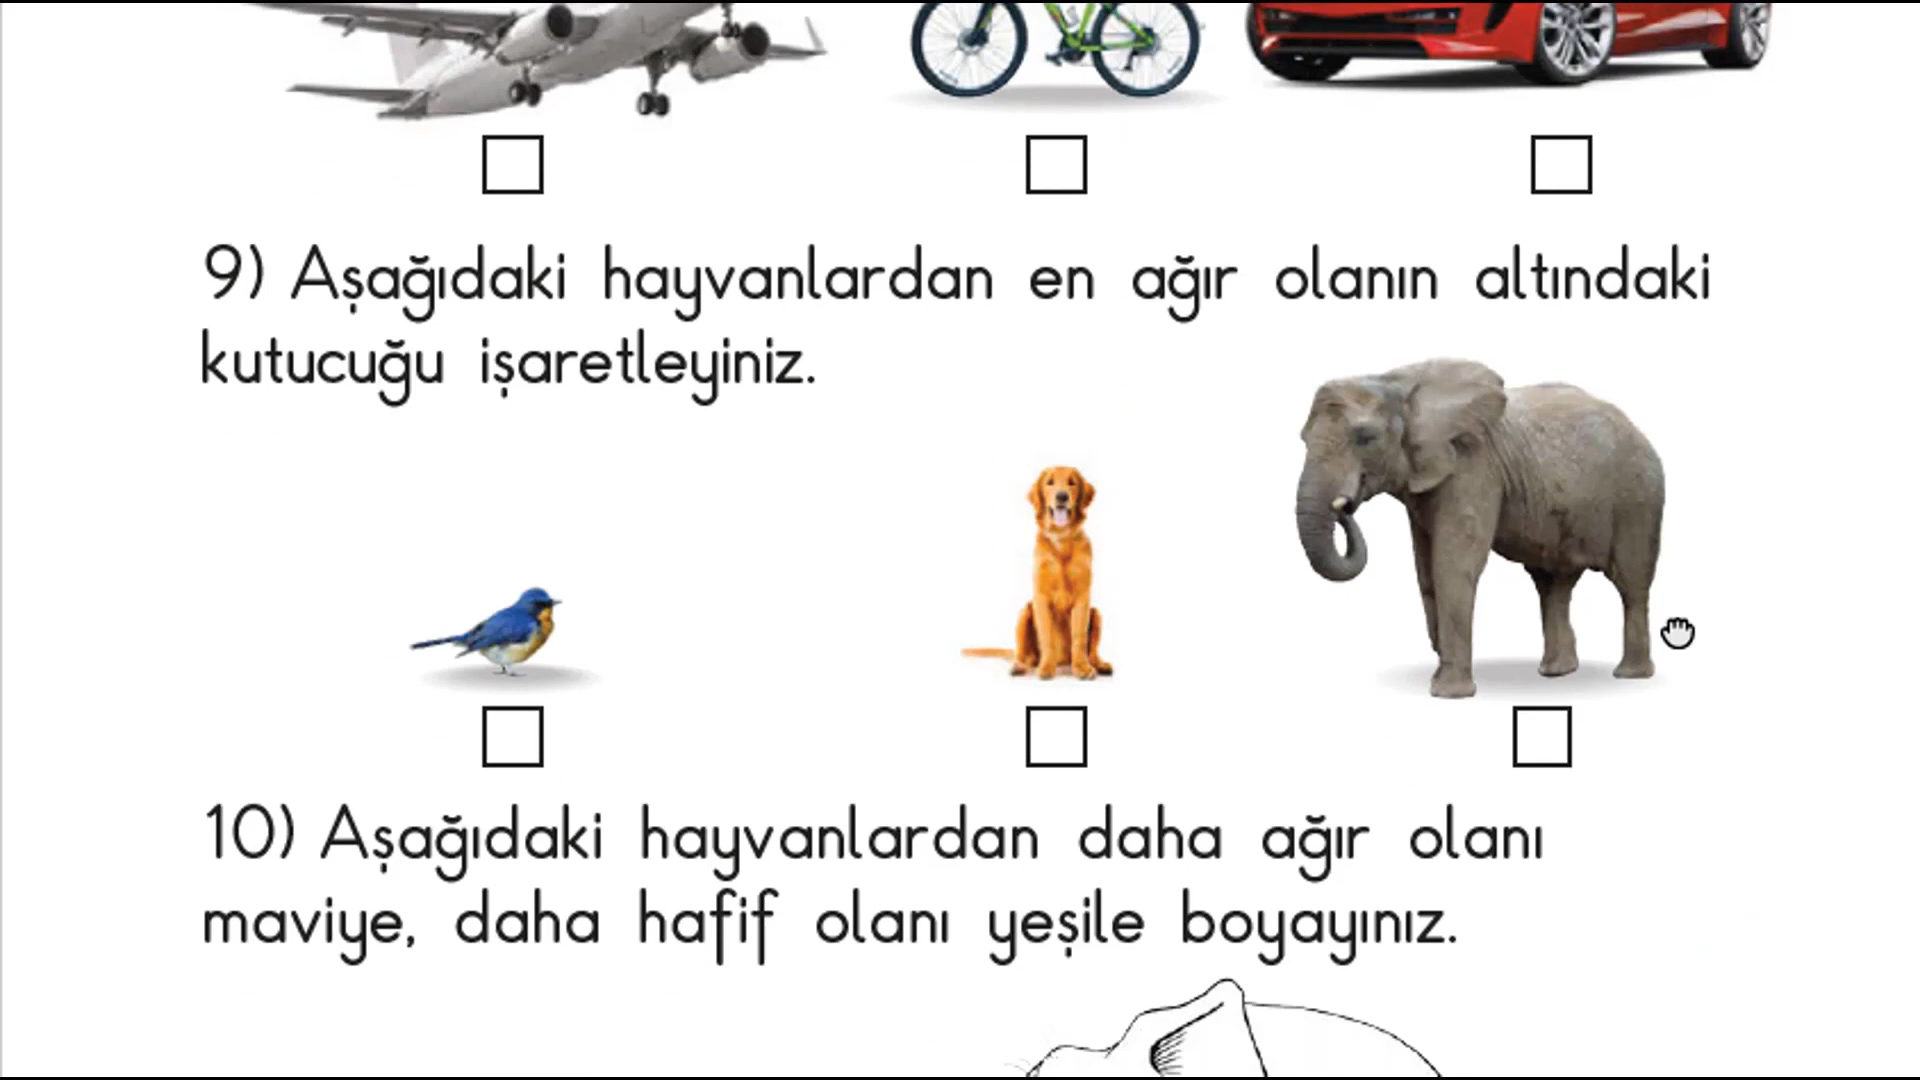 9) Aşağıdaki hayvanlardan en ağır olanın altındaki
kutucuğu işaretleyiniz.
10) Aşağıdaki hayvanlardan daha ağır olanı
maviye, daha hafif olanı yeşile boyayınız.